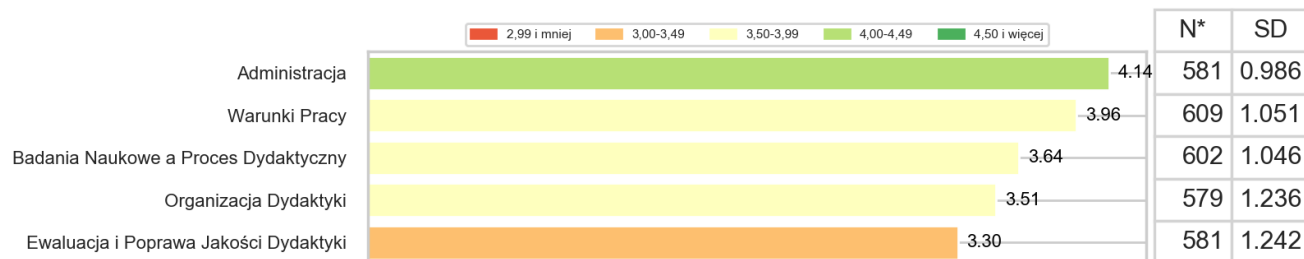 2,99 i mniej 3,00-3,49 3,50-3,99 4,00-4,49 4,50 i więcej N* SD
Administracja 4.14 581 0.986
Warunki Pracy 3.96 609 1.051
Badania Naukowe a Proces Dydaktyczny 3.64 602 1.046
Organizacja Dydaktyki 3.51 579 1.236
Ewaluacja i Poprawa Jakości Dydaktyki 3.30 581 1.242